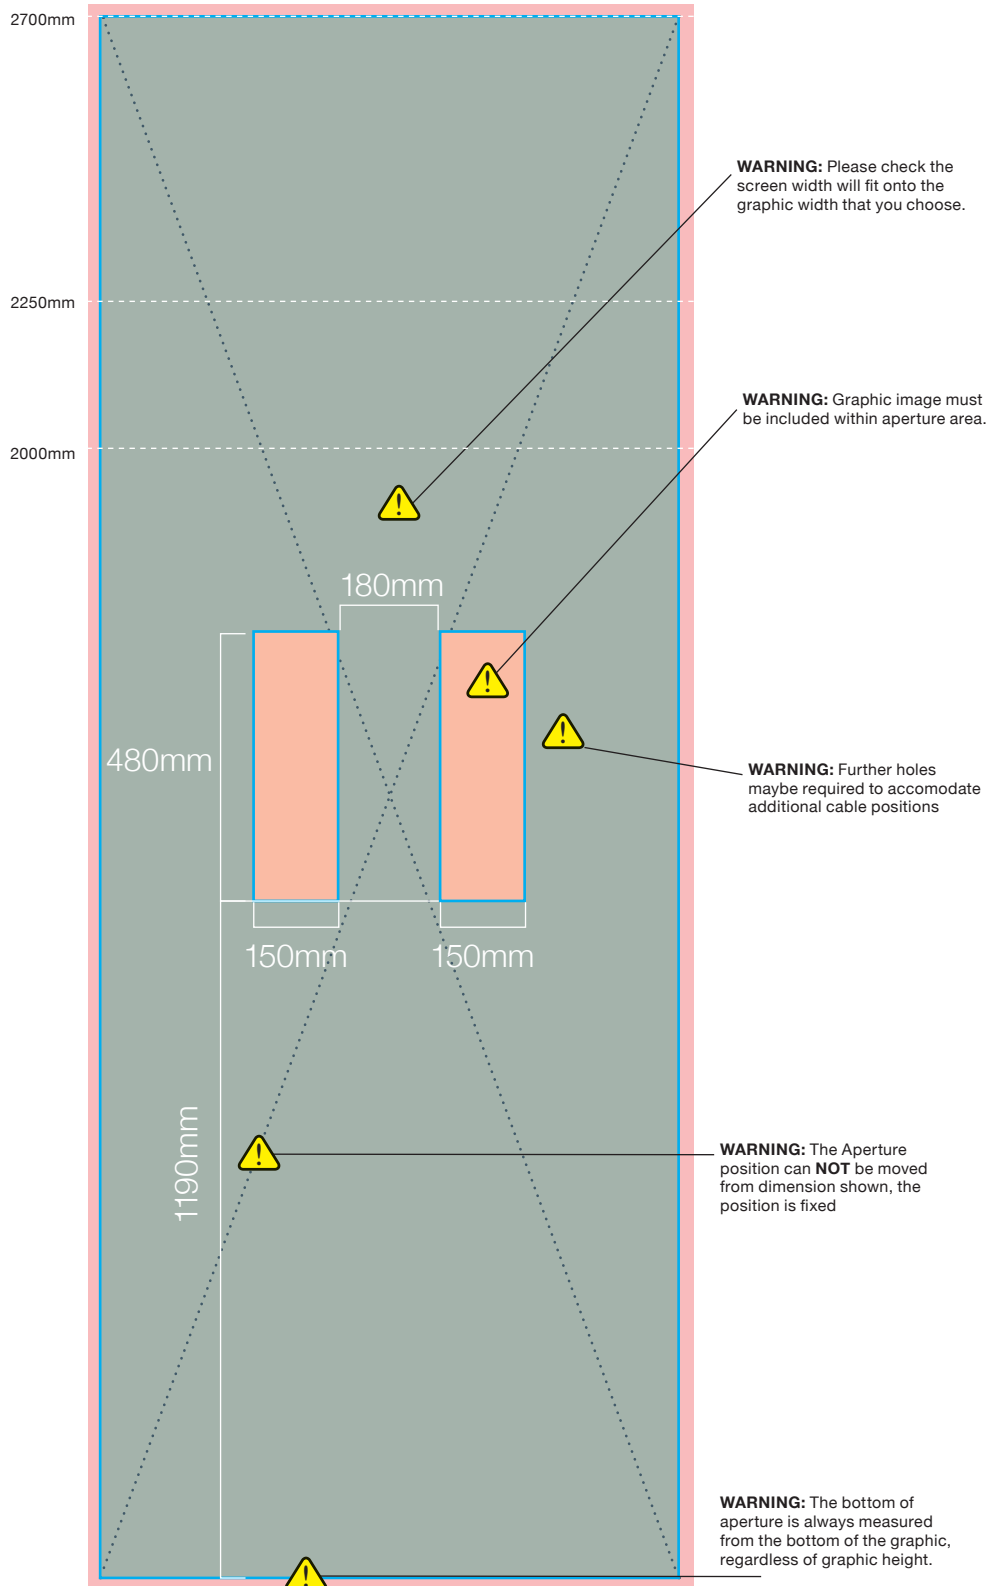 2700mm
WARNING: Please check the
screen width will fit onto the
graphic width that you choose.
2250mm
WARNING: Graphic image must
be included within aperture area.
2000mm
180mm
480mm
WARNING: Further holes
maybe required to accomodate
additional cable positions
150mm
150mm
1190mm
WARNING: The Aperture
position can NOT be moved
from dimension shown, the
position is fixed
WARNING: The bottom of
aperture is always measured
from the bottom of the graphic,
regardless of graphic height.